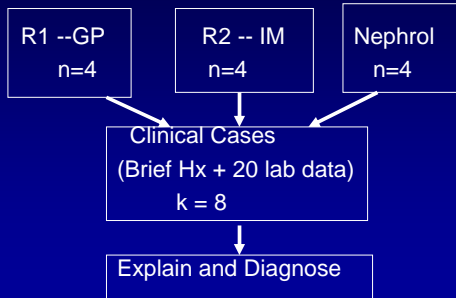 R1 --GP
n=4
R2 -- IM
n=4
Nephrol
n=4
Clinical Cases
(Brief Hx + 20 lab data)
k = 8
Explain and Diagnose